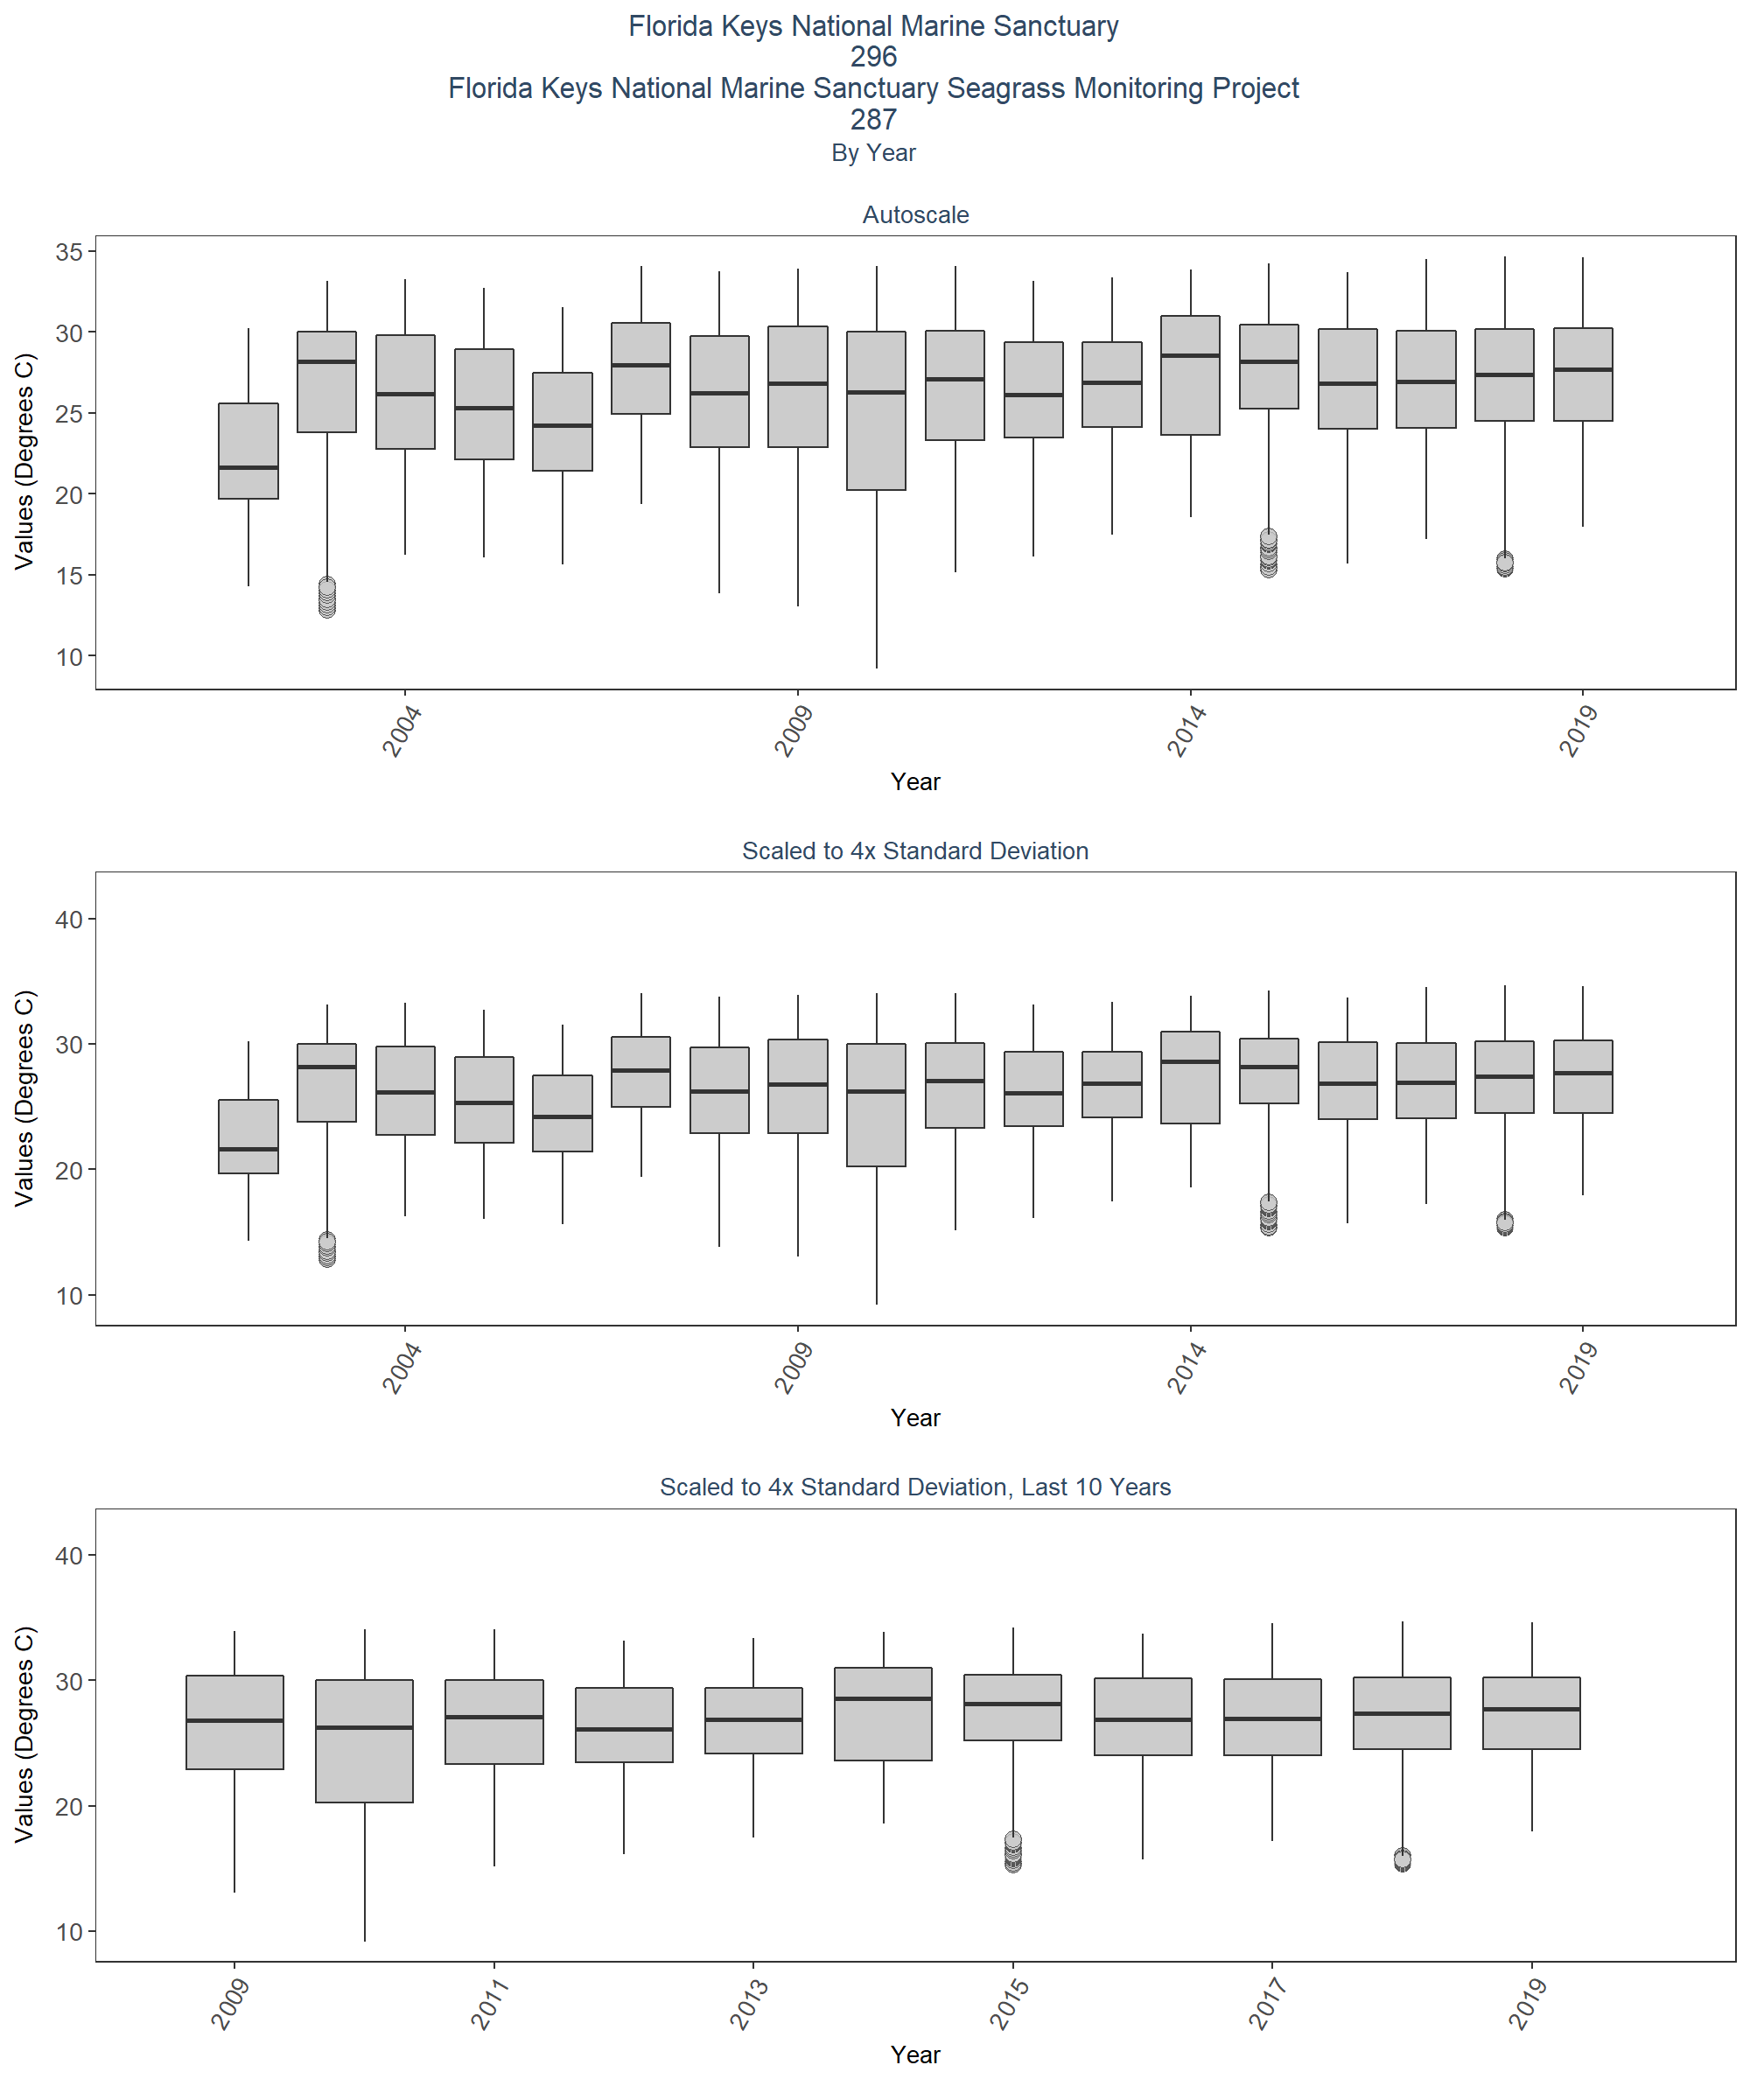 Florida Keys National Marine Sanctuary
296
Florida Keys National Marine Sanctuary Seagrass Monitoring Project
287
By Year
Autoscale
Values (Degrees C)
35
30
25
20
15
10
2004
2009
2014
2019
Year
Scaled to 4x Standard Deviation
Values (Degrees C)
40
30
20
10
2004
2009
2014
2019
Year
Scaled to 4x Standard Deviation, Last 10 Years
Values (Degrees C)
40
30
20
10
2009
2011
2013
2015
2017
2019
Year